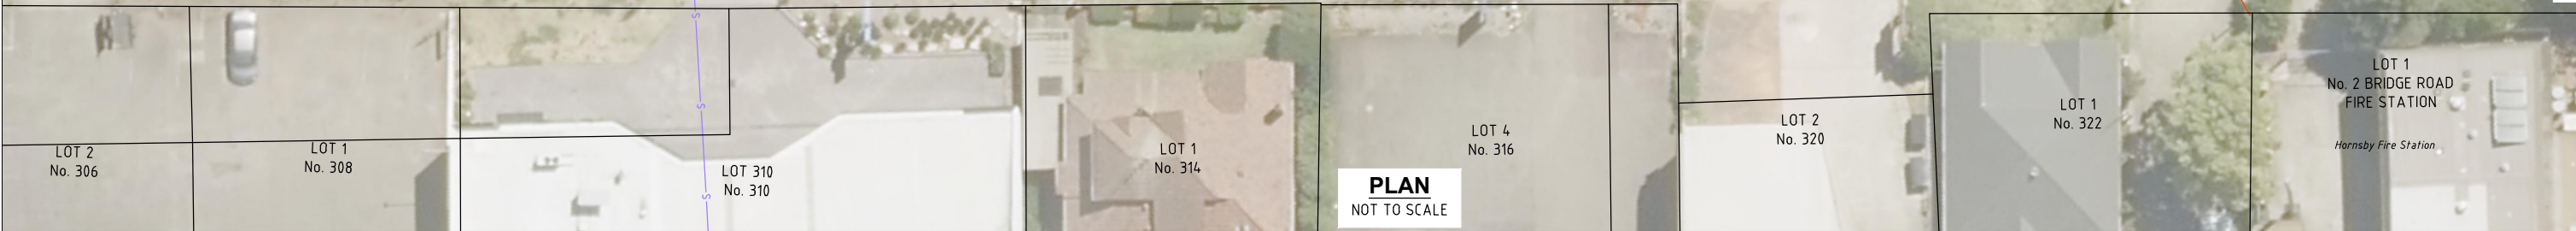 LOT 2
No. 306
LOT 1
No. 308
S
S
S
LOT 310
No. 310
LOT 1
No. 314
LOT 4
No. 316
PLAN
NOT TO SCALE
LOT 2
No. 320
LOT 1
No. 322
LOT 1
No. 2 BRIDGE ROAD
FIRE STATION
Hornsby Fire Station